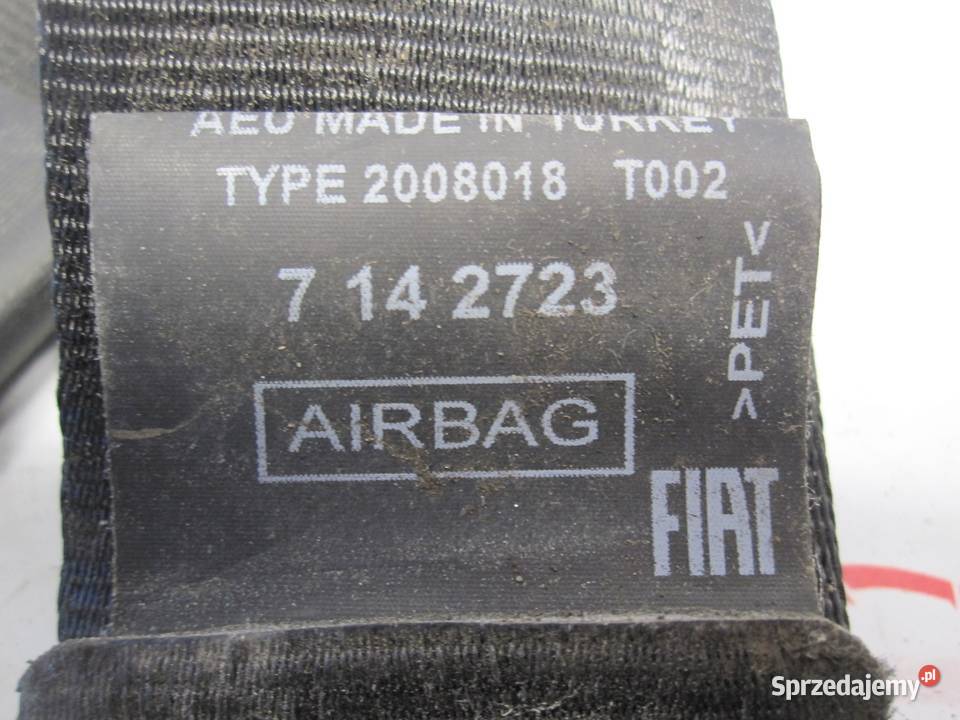 AEU MADE IN TURKEY
TYPE 2008018 T002
7 14 2723
>PET<
AIRBAG
FIAT
Sprzedajemy.pl